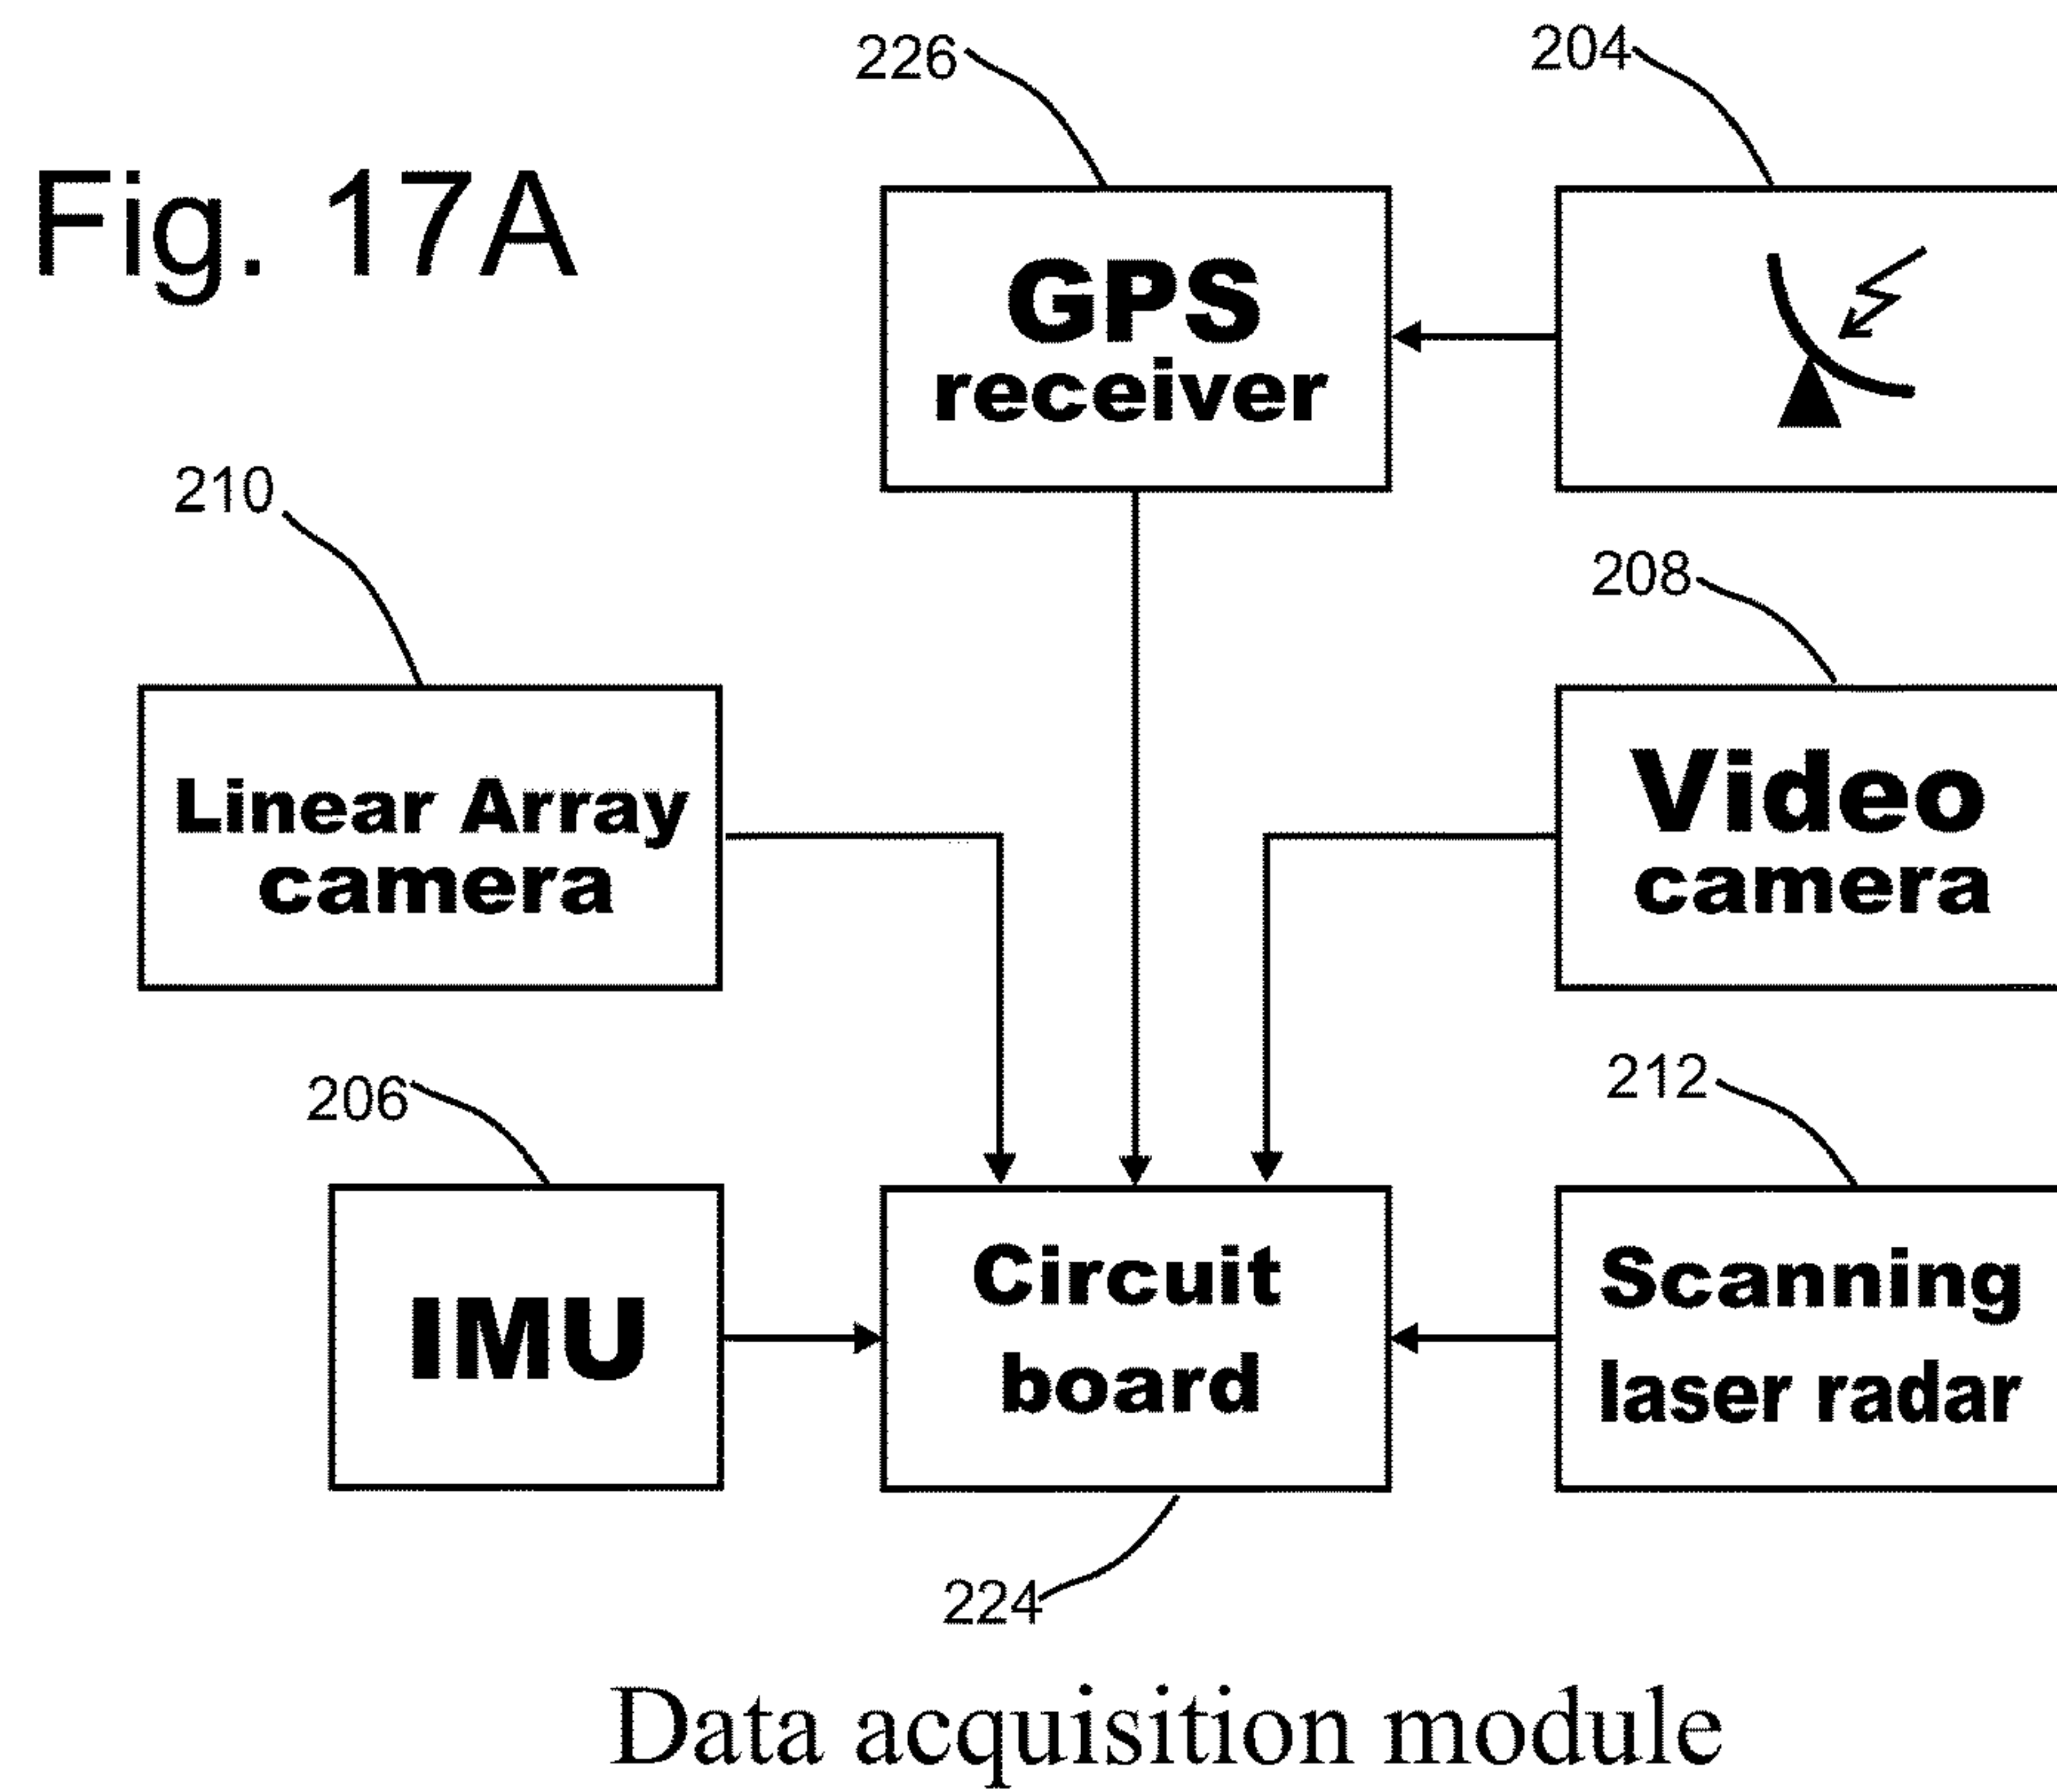 226
204
Fig. 17A
GPS
receiver
210
208
Linear Array
camera
Video
camera
206
212
IMU
Circuit
board
Scanning
laser radar
224
Data acquisition module